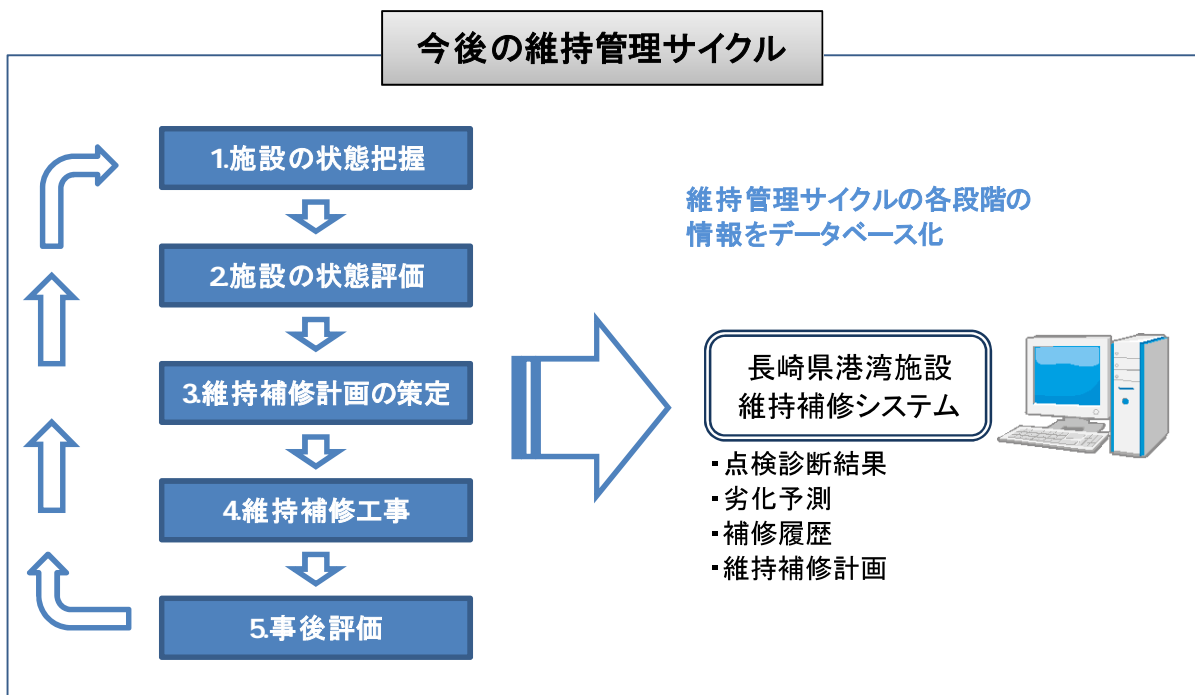 今後の維持管理サイクル
1.施設の状態把握
2.施設の状態評価
3.維持補修計画の策定
4.維持補修工事
5.事後評価
維持管理サイクルの各段階の
情報をデータベース化
長崎県港湾施設
維持補修システム
・点検診断結果
・劣化予測
・補修履歴
・維持補修計画